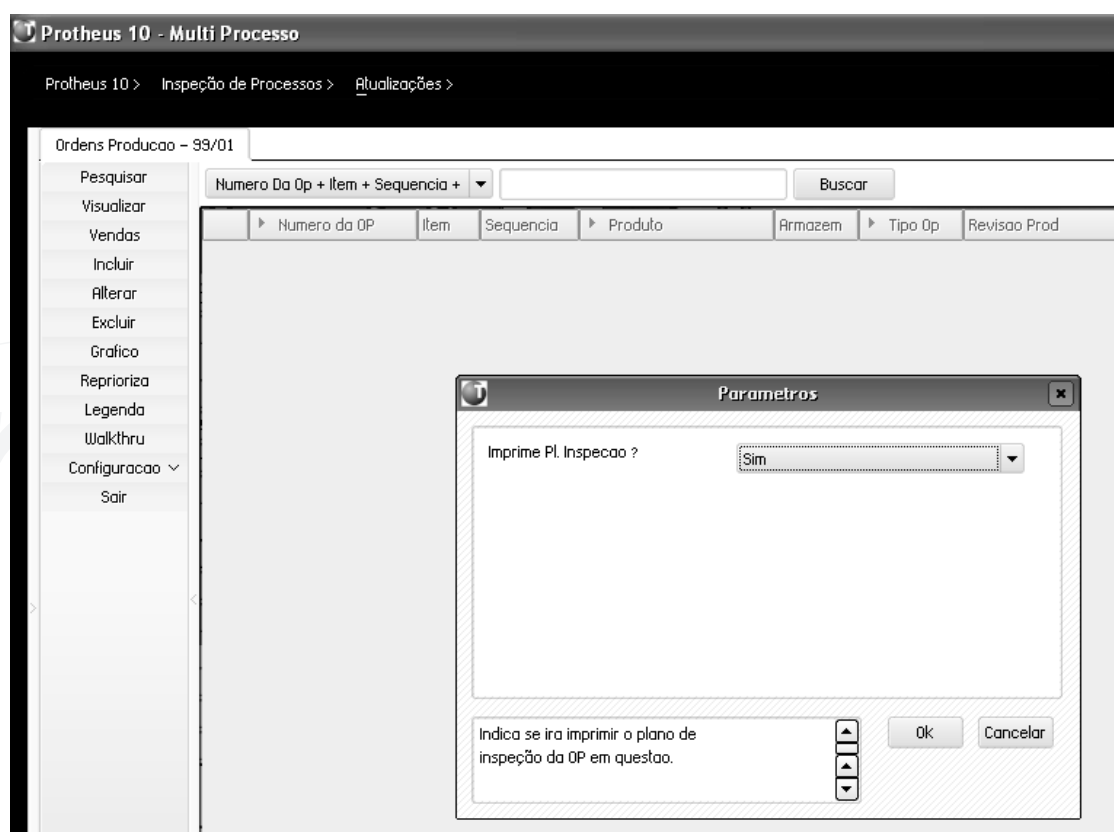 Protheus 10 - Multi Processo
Protheus 10 > Inspeção de Processos > Atualizações >
Ordens Producao - 99/01
Pesquisar
Visualizar
Vendas
Incluir
Alterar
Excluir
Grafico
Reprioriza
Legenda
Walkthru
Configuracao
Sair
Numero Da Op + Item + Sequencia +
Buscar
Numero da OP Item Sequencia Produto Armazem Tipo Op Revisao Prod
Parametros
Imprime Pl. Inspecao ? Sim
Indica se ira imprimir o plano de
inspeção da OP em questao.
Ok Cancelar